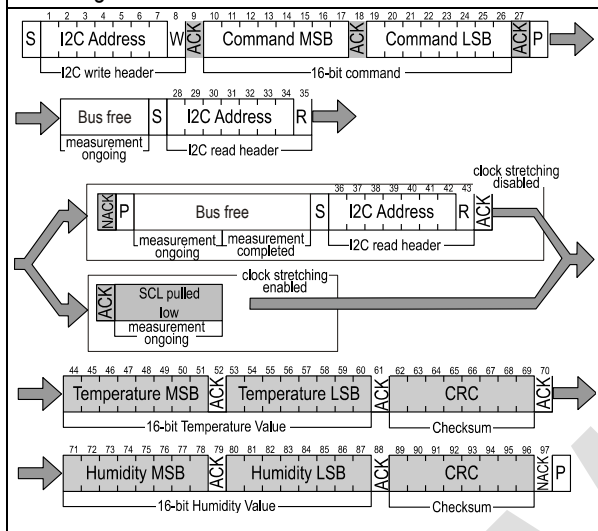 1 2 3 4 5 6 7 8 9 10 11 12 13 14 15 16 17 18 19 20 21 22 23 24 25 26 27
S I2C Address W ACK Command MSB ACK Command LSB ACK P
I2C write header 16-bit command
28 29 30 31 32 33 34 35
Bus free S I2C Address R
measurement ongoing I2C read header
clock stretching disabled
36 37 38 39 40 41 42 43
NACK P Bus free S I2C Address R ACK
measurement ongoing measurement completed I2C read header
clock stretching enabled
ACK SCL pulled low
measurement ongoing
44 45 46 47 48 49 50 51 52 53 54 55 56 57 58 59 60 61 62 63 64 65 66 67 68 69 70
Temperature MSB ACK Temperature LSB ACK CRC ACK
16-bit Temperature Value Checksum
71 72 73 74 75 76 77 78 79 80 81 82 83 84 85 86 87 88 89 90 91 92 93 94 95 96 97
Humidity MSB ACK Humidity LSB ACK CRC NACK P
16-bit Humidity Value Checksum